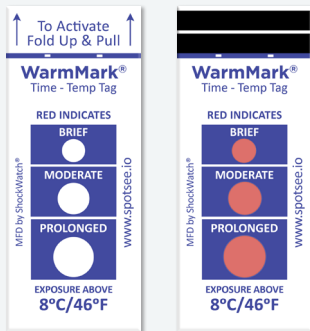 To Activate
Fold Up & Pull
WarmMark®
Time - Temp Tag
RED INDICATES
BRIEF
MODERATE
PROLONGED
MFD by ShockWatch®
www.spotsee.io
EXPOSURE ABOVE
8°C/46°F
WarmMark®
Time - Temp Tag
RED INDICATES
BRIEF
MODERATE
PROLONGED
MFD by ShockWatch®
www.spotsee.io
EXPOSURE ABOVE
8°C/46°F